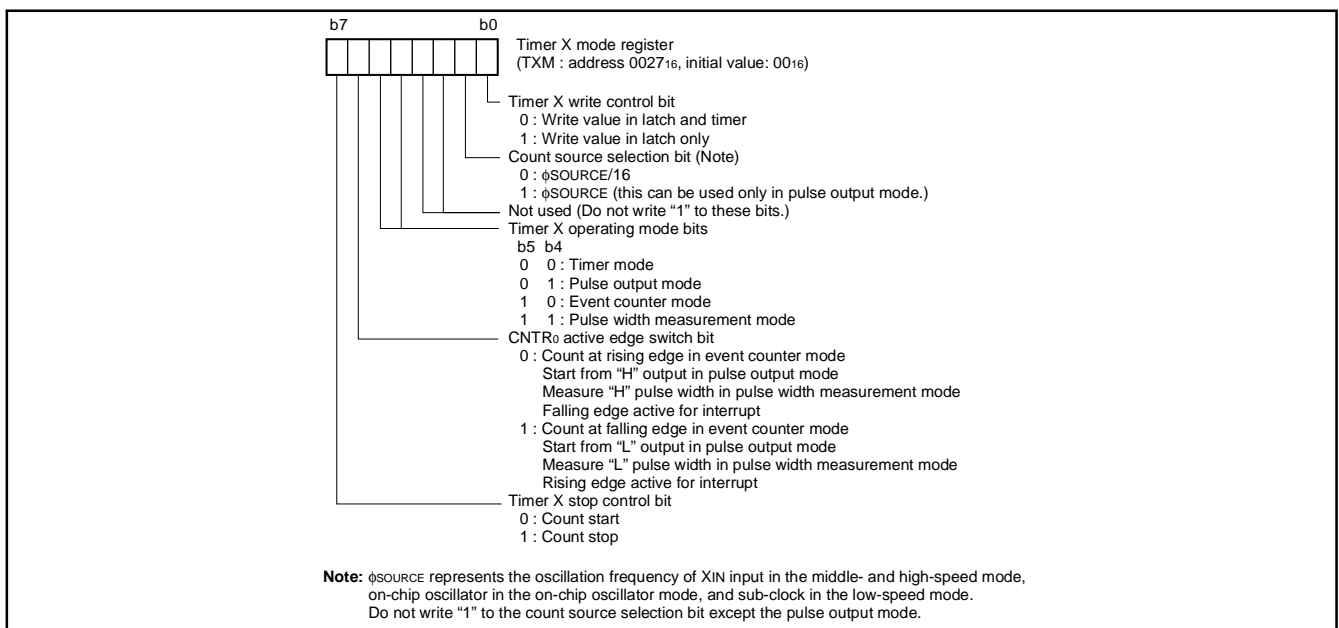 b7 b0
Timer X mode register
(TXM : address 002716, initial value: 0016)
Timer X write control bit
0 : Write value in latch and timer
1 : Write value in latch only
Count source selection bit (Note)
0 : ϕSOURCE/16
1 : ϕSOURCE (this can be used only in pulse output mode.)
Not used (Do not write “1” to these bits.)
Timer X operating mode bits
b5 b4
0 0 : Timer mode
0 1 : Pulse output mode
1 0 : Event counter mode
1 1 : Pulse width measurement mode
CNTR0 active edge switch bit
0 : Count at rising edge in event counter mode
Start from “H” output in pulse output mode
Measure “H” pulse width in pulse width measurement mode
Falling edge active for interrupt
1 : Count at falling edge in event counter mode
Start from “L” output in pulse output mode
Measure “L” pulse width in pulse width measurement mode
Rising edge active for interrupt
Timer X stop control bit
0 : Count start
1 : Count stop
Note: ϕSOURCE represents the oscillation frequency of XIN input in the middle- and high-speed mode,
on-chip oscillator in the on-chip oscillator mode, and sub-clock in the low-speed mode.
Do not write “1” to the count source selection bit except the pulse output mode.